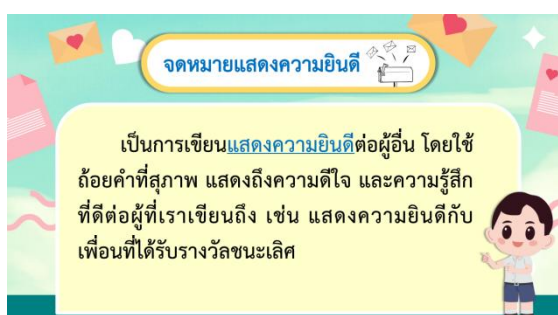 จดหมายแสดงความยินดี
เป็นการเขียนแสดงความยินดีต่อผู้อื่น โดยใช้
ถ้อยคำที่สุภาพ แสดงถึงความดีใจ และความรู้สึก
ที่ดีต่อผู้ที่เราเขียนถึง เช่น แสดงความยินดีกับ
เพื่อนที่ได้รับรางวัลชนะเลิศ